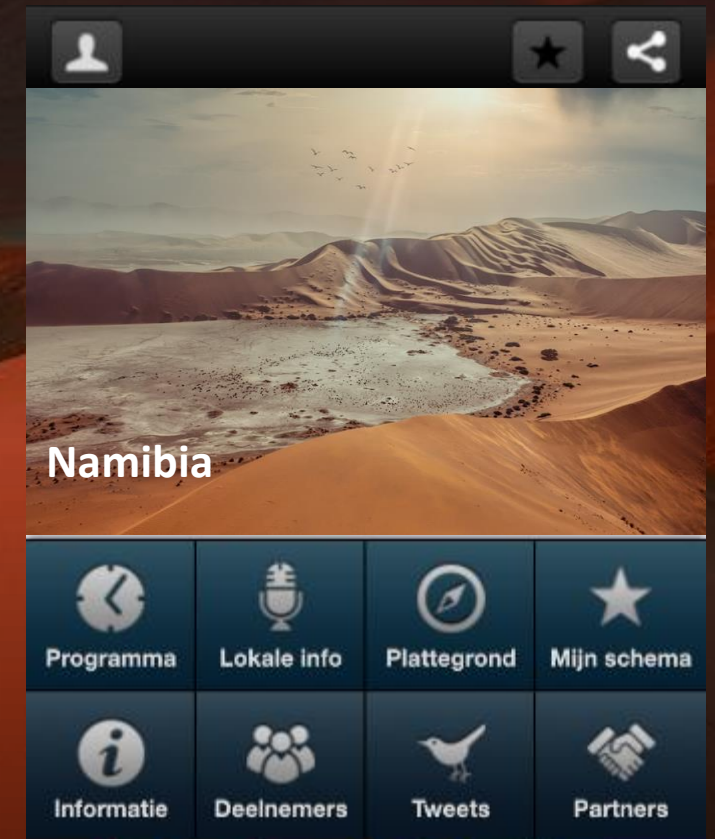 Namibia
Programma
Lokale info
Plattegrond
Mijn schema
Informatie
Deelnemers
Tweets
Partners